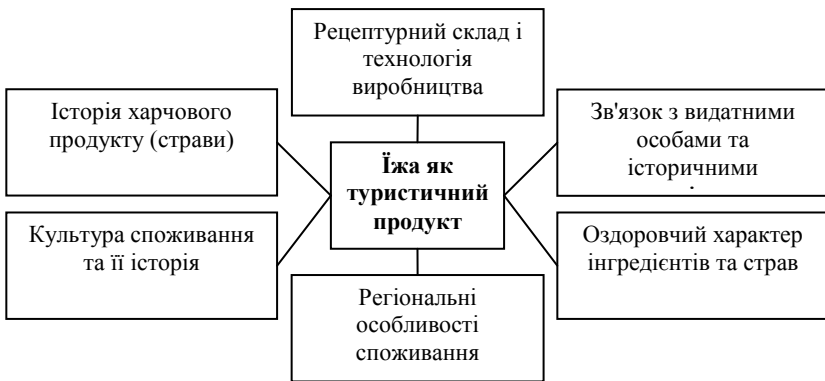 Рецептурний склад і
технологія
виробництва
Історія харчового
продукту (страви)
Зв'язок з видатними
особами та
історичними
Їжа як
туристичний
продукт
Культура споживання
та її історія
Оздоровчий характер
інгредієнтів та страв
Регіональні
особливості
споживання